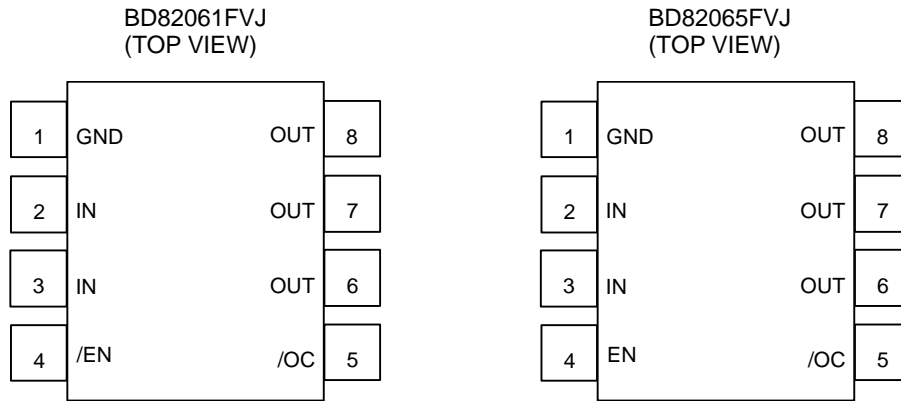 BD82061FVJ
(TOP VIEW)
1 GND OUT 8
2 IN OUT 7
3 IN OUT 6
4 /EN /OC 5
BD82065FVJ
(TOP VIEW)
1 GND OUT 8
2 IN OUT 7
3 IN OUT 6
4 EN /OC 5